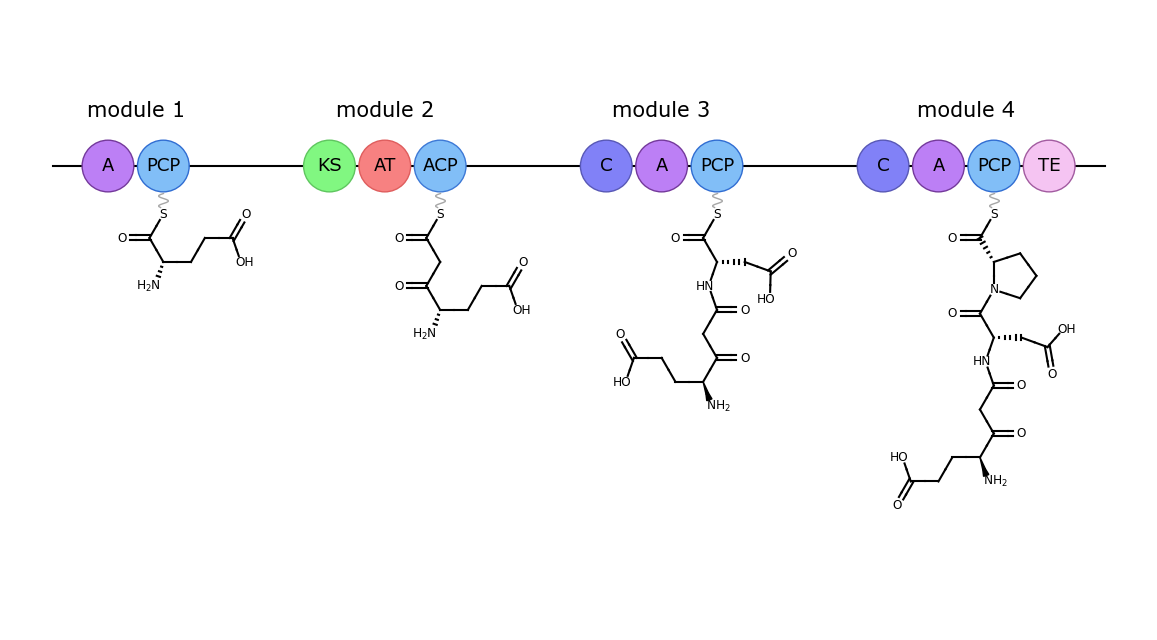 module 1 module 2 module 3 module 4
A PCP KS AT ACP C A PCP C A PCP TE
S S S S
O O O O O
O O O
OH HN N
H₂N O HO O
O OH
OH O HN O
H₂N O O
HO O
NH₂ O
HO NH₂
O